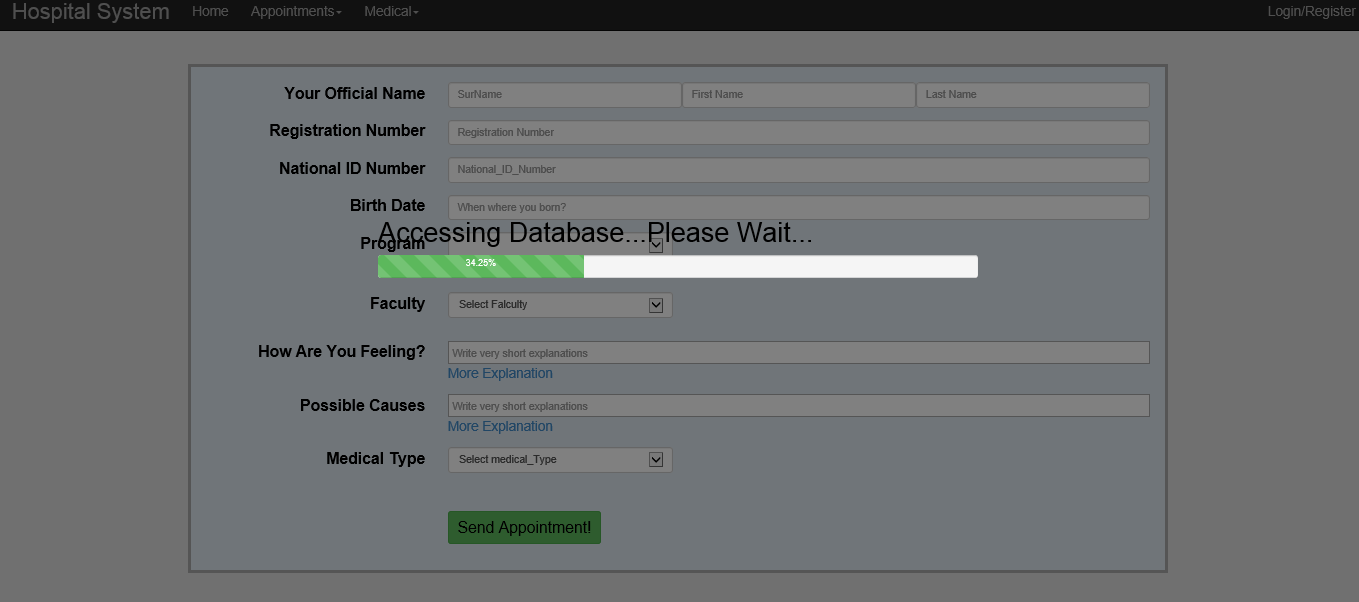 Hospital System Home Appointments Medical Login/Register
Your Official Name SurName First Name Last Name
Registration Number Registration Number
National ID Number National_ID_Number
Birth Date When where you born?
Accessing Database...Please Wait...
Program
34.25%
Faculty Select Falculty
How Are You Feeling? Write very short explanations
More Explanation
Possible Causes Write very short explanations
More Explanation
Medical Type Select medical_Type
Send Appointment!